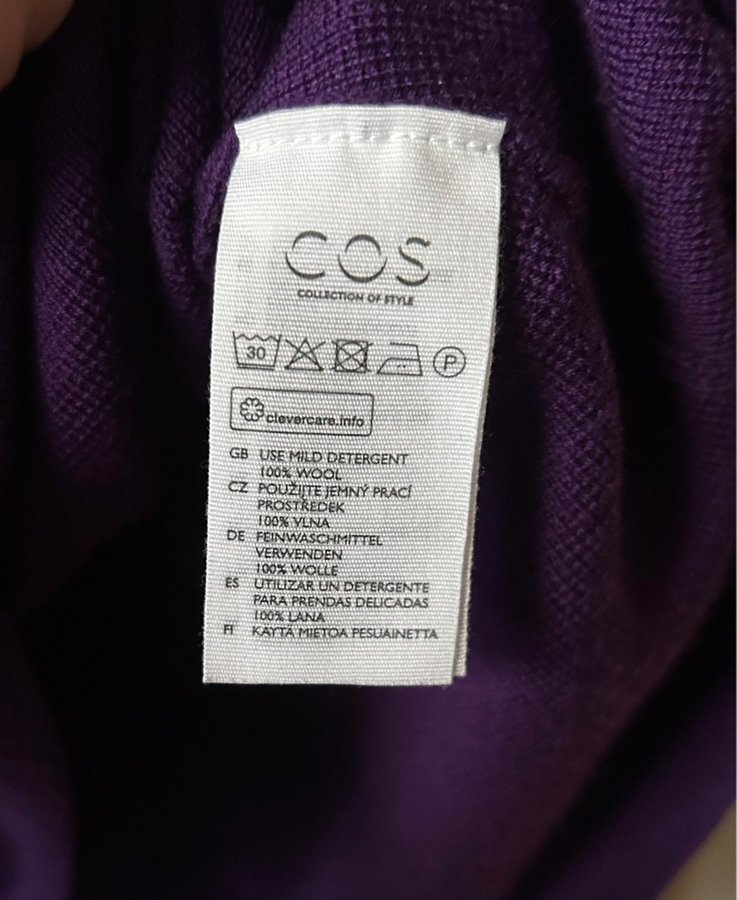 COS
COLLECTION OF STYLE
30 P
clevercare.info
GB USE MILD DETERGENT
100% WOOL
CZ POUŽIJTE JEMNÝ PRACÍ
PROSTŘEDEK
100% VLNA
DE FEINWASCHMITTEL
VERWENDEN
100% WOLLE
ES UTILIZAR UN DETERGENTE
PARA PRENDAS DELICADAS
100% LANA
FI KÄYTÄ MIETOA PESUAINETTA